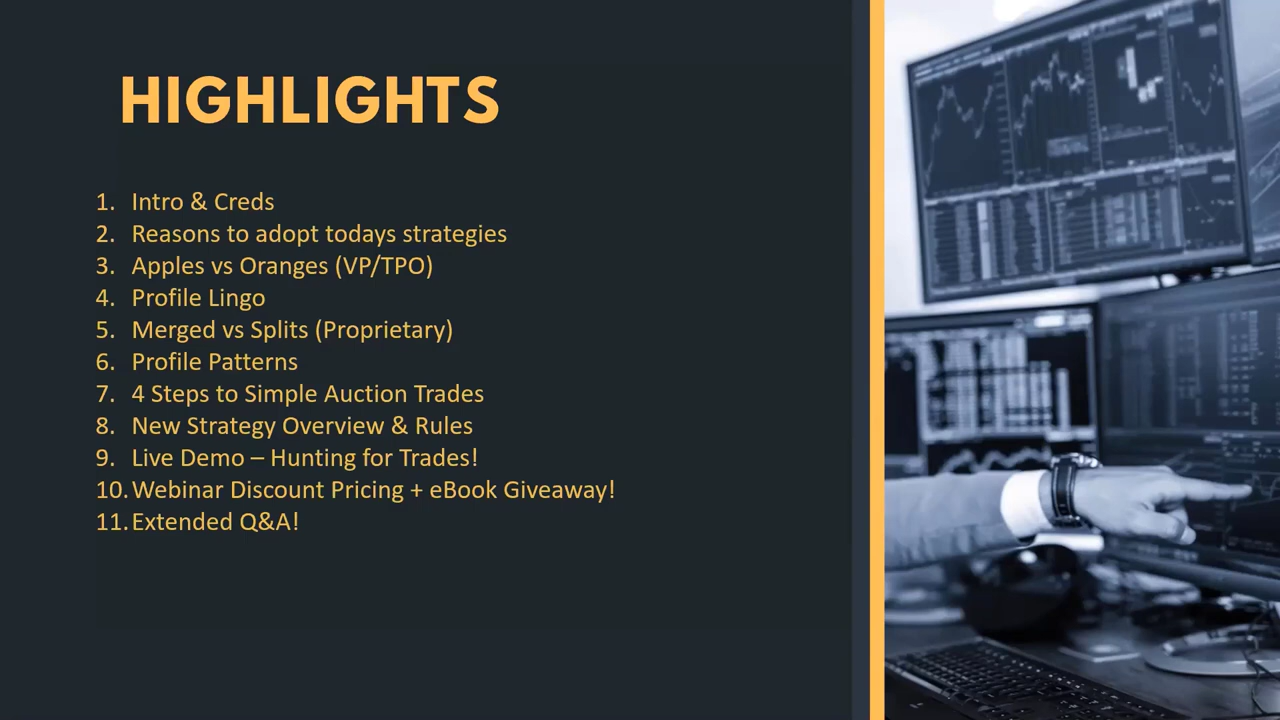 HIGHLIGHTS
1. Intro & Creds
2. Reasons to adopt todays strategies
3. Apples vs Oranges (VP/TPO)
4. Profile Lingo
5. Merged vs Splits (Proprietary)
6. Profile Patterns
7. 4 Steps to Simple Auction Trades
8. New Strategy Overview & Rules
9. Live Demo – Hunting for Trades!
10. Webinar Discount Pricing + eBook Giveaway!
11. Extended Q&A!